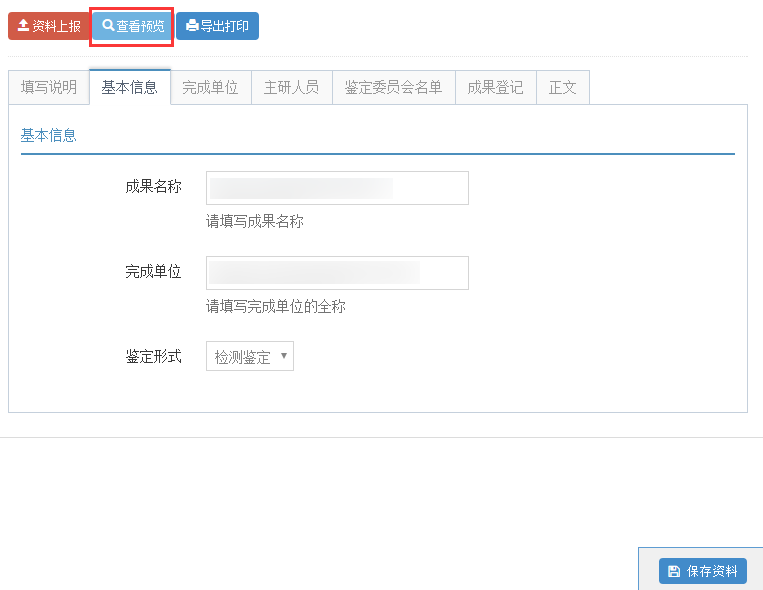 资料上报 查看预览 导出打印
填写说明 基本信息 完成单位 主研人员 鉴定委员会名单 成果登记 正文
基本信息
成果名称
请填写成果名称
完成单位
请填写完成单位的全称
鉴定形式 检测鉴定
保存资料